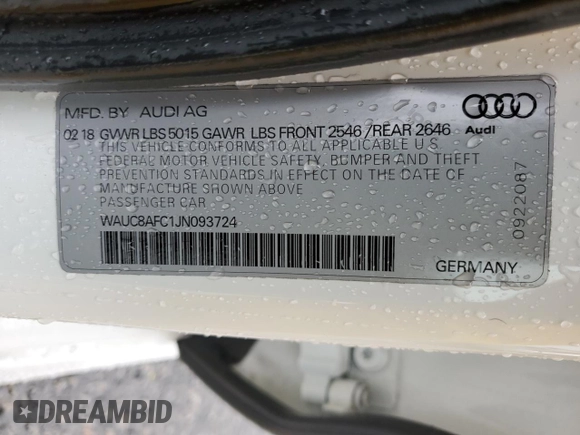 MFD. BY AUDI AG
02 18 GVWR LBS 5015 GAWR LBS FRONT 2546 / REAR 2646
Audi
THIS VEHICLE CONFORMS TO ALL APPLICABLE U.S
FEDERAL MOTOR VEHICLE SAFETY, BUMPER AND THEFT
PREVENTION STANDARDS IN EFFECT ON THE DATE OF
MANUFACTURE SHOWN ABOVE
PASSENGER CAR
WAUC8AFC1JN093724
GERMANY
0922087
DREAMBID